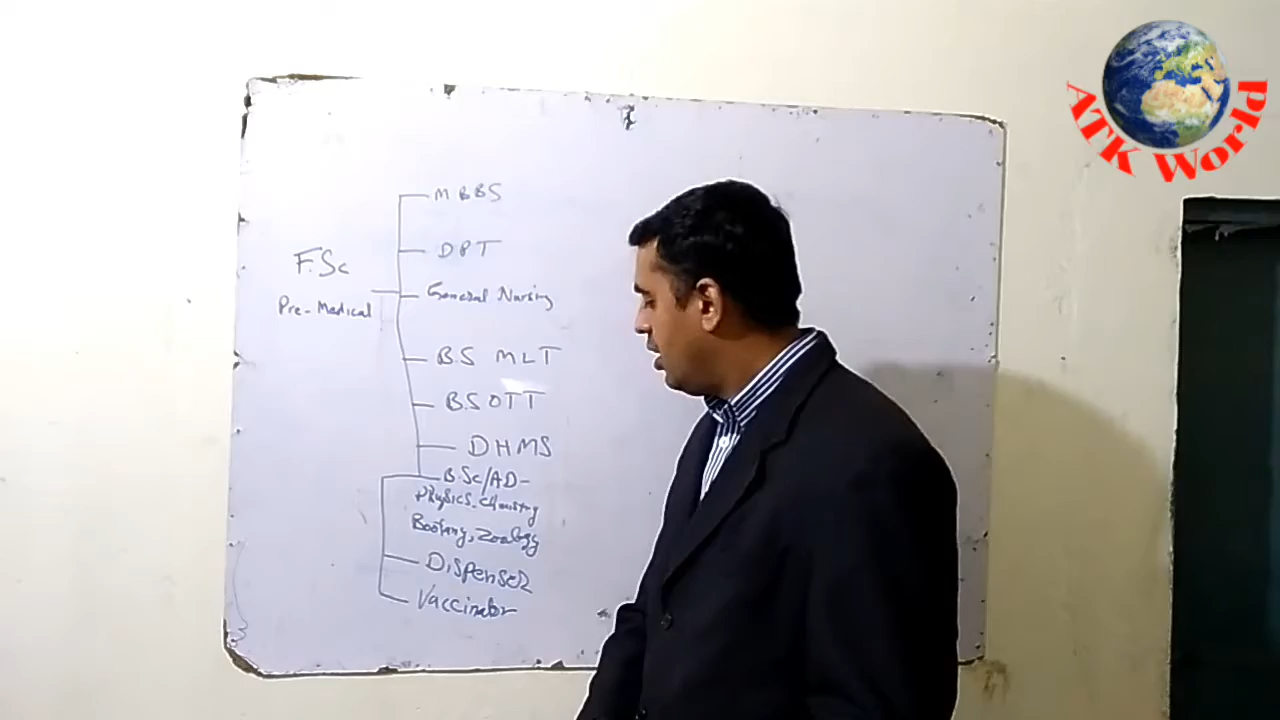 ATK World
MBBS
DPT
F.Sc
General Nursing
Pre-Medical
B.S MLT
B.S OTT
DHMS
B.Sc/AD-
Physics, Chemistry
Bootany, Zoology
Dispenser
Vaccinator